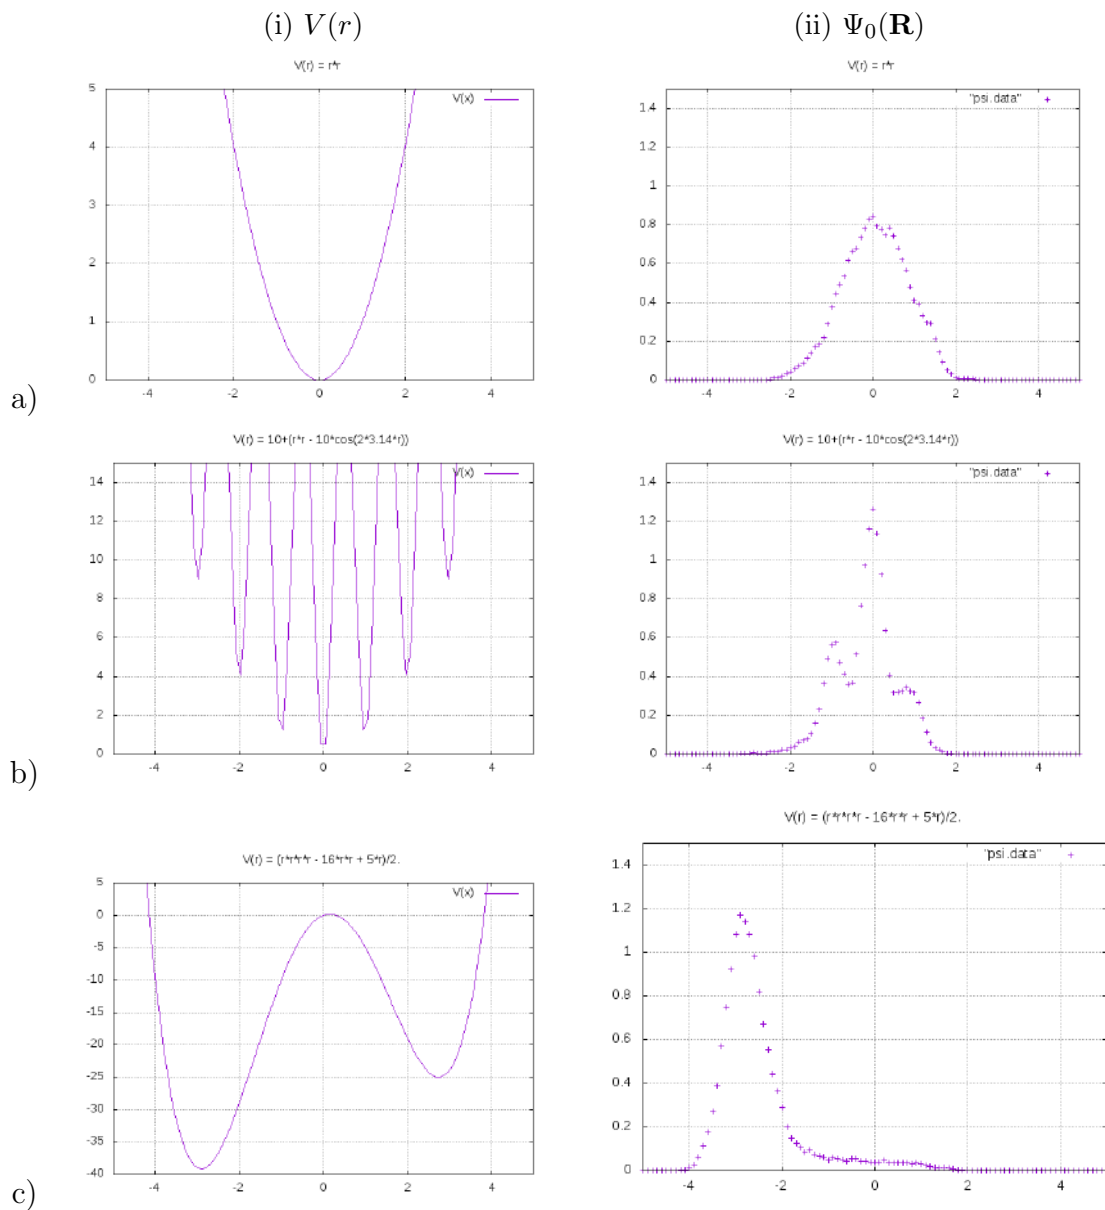 (i) V(r)
(ii) Ψ₀(R)
V(r) = r*r
V(x)
5
4
3
2
1
0
-4 -2 0 2 4
V(r) = r*r
"psi.data"
1.4
1.2
1
0.8
0.6
0.4
0.2
0
-4 -2 0 2 4
a)
V(r) = 10+(r*r - 10*cos(2*3.14*r))
V(x)
14
12
10
8
6
4
2
0
-4 -2 0 2 4
V(r) = 10+(r*r - 10*cos(2*3.14*r))
"psi.data"
1.4
1.2
1
0.8
0.6
0.4
0.2
0
-4 -2 0 2 4
b)
V(r) = (r*r*r*r - 16*r*r + 5*r)/2.
V(x)
5
0
-5
-10
-15
-20
-25
-30
-35
-40
-4 -2 0 2 4
V(r) = (r*r*r*r - 16*r*r + 5*r)/2.
"psi.data"
1.4
1.2
1
0.8
0.6
0.4
0.2
0
-4 -2 0 2 4
c)